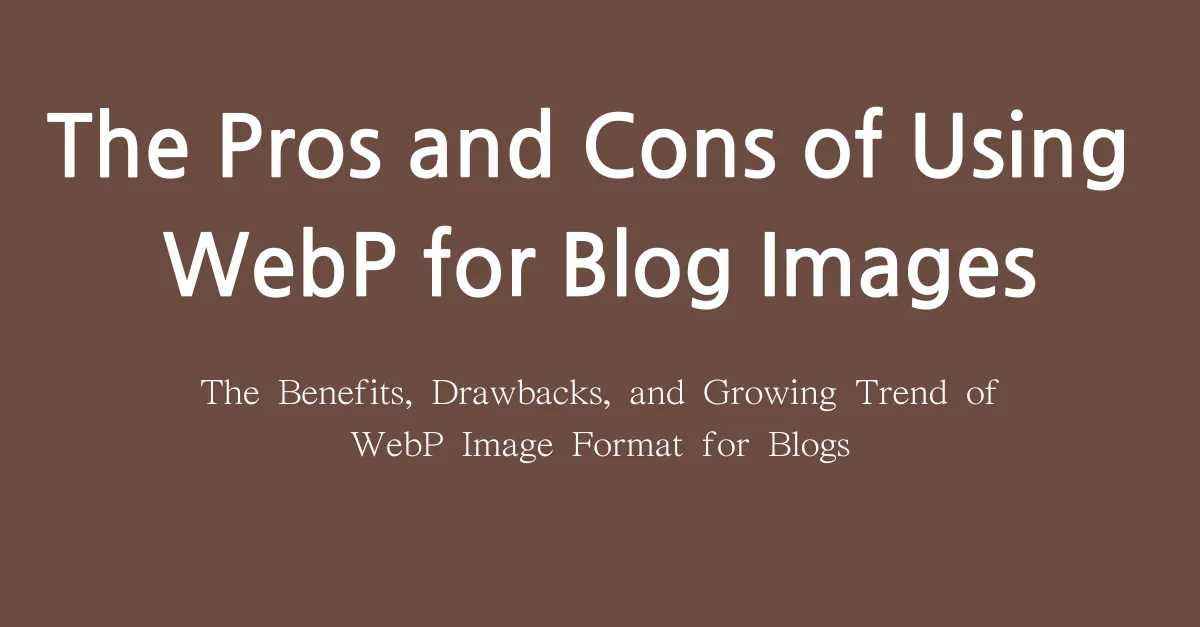 The Pros and Cons of Using
WebP for Blog Images
The Benefits, Drawbacks, and Growing Trend of
WebP Image Format for Blogs